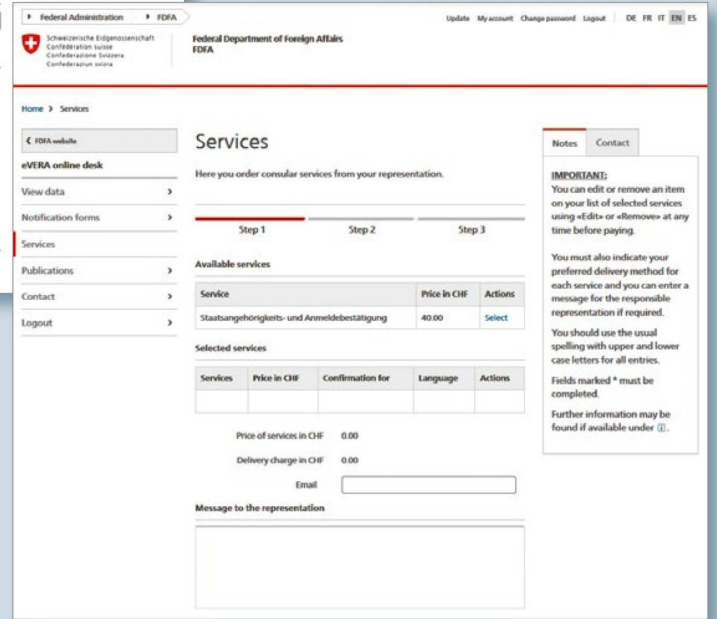 Federal Administration
FDFA
Update My account Change password Logout DE FR IT EN ES
Schweizerische Eidgenossenschaft
Confédération suisse
Confederazione Svizzera
Confederaziun svizra
Federal Department of Foreign Affairs
FDFA
Home > Services
FDFA website
eVERA online desk
View data
Notification forms
Services
Publications
Contact
Logout
Services
Here you order consular services from your representation.
Step 1 Step 2 Step 3
Available services
Service Price in CHF Actions
Staatsangehörigkeits- und Anmeldebestätigung 40.00 Select
Selected services
Services Price in CHF Confirmation for Language Actions
Price of services in CHF 0.00
Delivery charge in CHF 0.00
Email
Message to the representation
Notes Contact
IMPORTANT:
You can edit or remove an item
on your list of selected services
using «Edit» or «Remove» at any
time before paying.
You must also indicate your
preferred delivery method for
each service and you can enter a
message for the responsible
representation if required.
You should use the usual
spelling with upper and lower
case letters for all entries.
Fields marked * must be
completed.
Further information may be
found if available under [i].